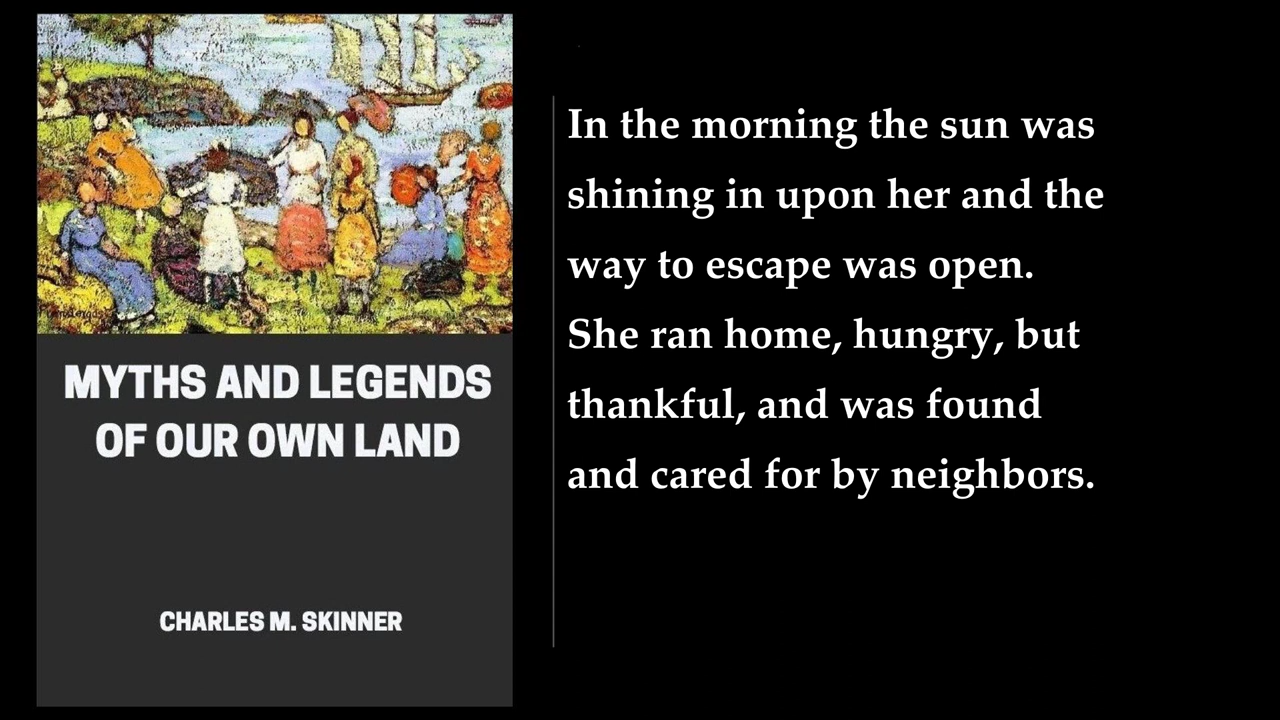 MYTHS AND LEGENDS
OF OUR OWN LAND
CHARLES M. SKINNER
In the morning the sun was
shining in upon her and the
way to escape was open.
She ran home, hungry, but
thankful, and was found
and cared for by neighbors.